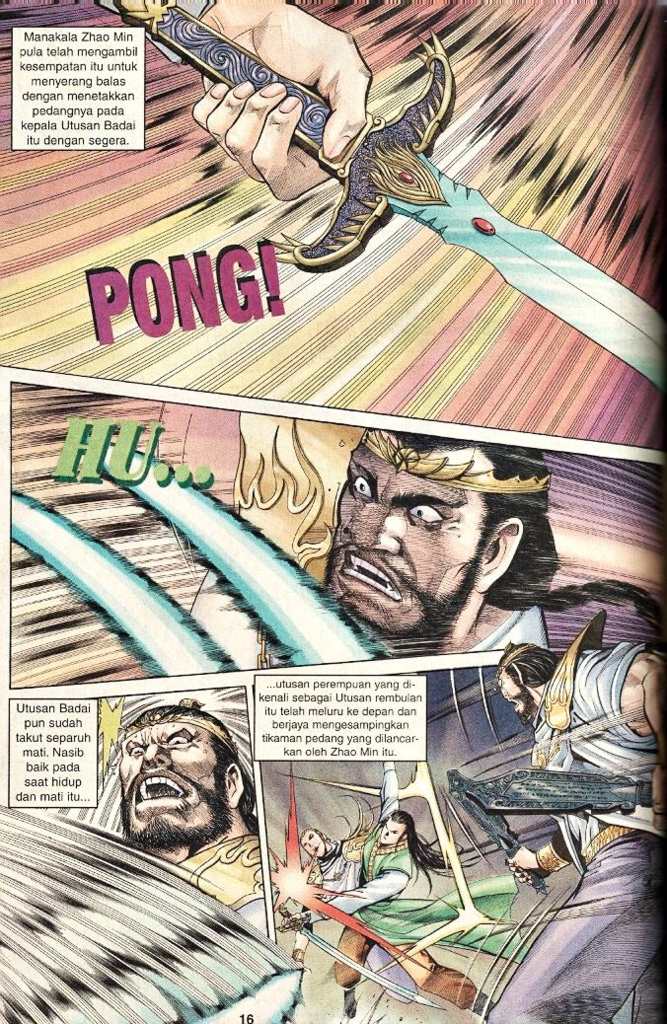 Manakala Zhao Min
pula telah mengambil
kesempatan itu untuk
menyerang balas
dengan menetakkan
pedangnya pada
kepala Utusan Badai
itu dengan segera.
PONG!
HU...
Utusan Badai
pun sudah
takut separuh
mati. Nasib
baik pada
saat hidup
dan mati itu...
...utusan perempuan yang di-
kenali sebagai Utusan rembulan
itu telah meluru ke depan dan
berjaya mengesampingkan
tikaman pedang yang dilancar-
kan oleh Zhao Min itu.
16